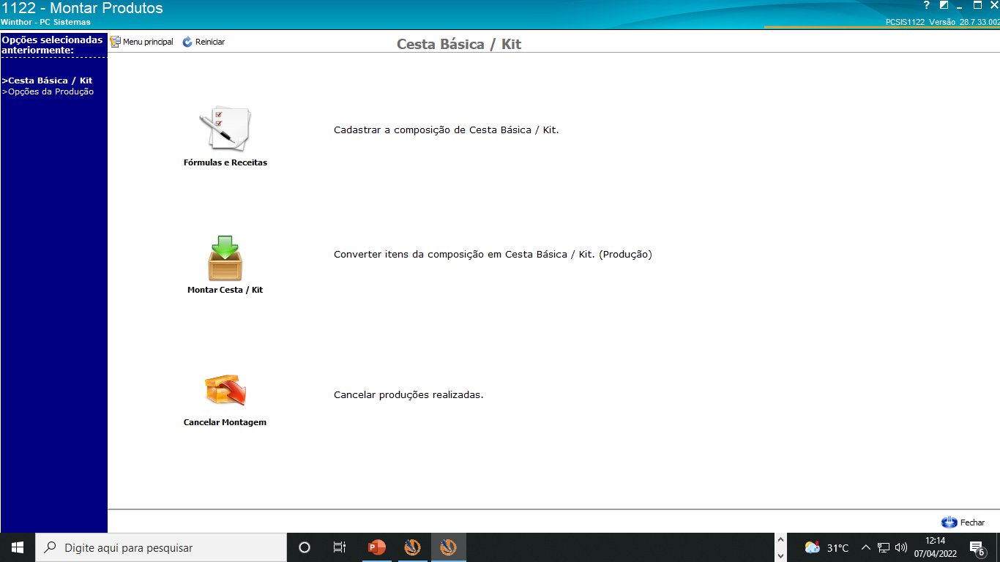 1122 - Montar Produtos
Winthor - PC Sistemas
PCSIS1122 Versão 28.7.33.002
Opções selecionadas
anteriormente:
Menu principal
Reiniciar
Cesta Básica / Kit
>Cesta Básica / Kit
>Opções da Produção
Cadastrar a composição de Cesta Básica / Kit.
Fórmulas e Receitas
Converter itens da composição em Cesta Básica / Kit. (Produção)
Montar Cesta / Kit
Cancelar produções realizadas.
Cancelar Montagem
Fechar
Digite aqui para pesquisar
31°C
12:14
07/04/2022
6